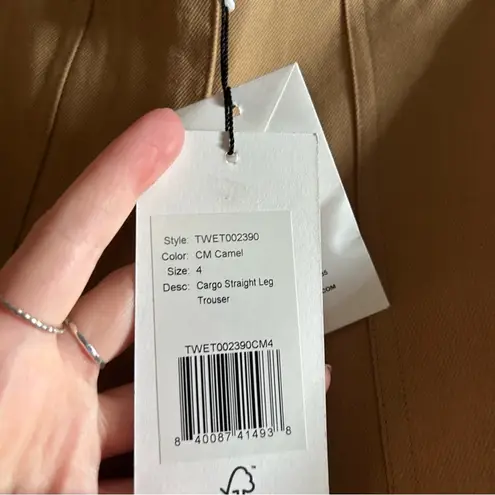 Style: TWET002390
Color: CM Camel
Size: 4
Desc: Cargo Straight Leg
Trouser
TWET002390CM4
8 40087 41493 8